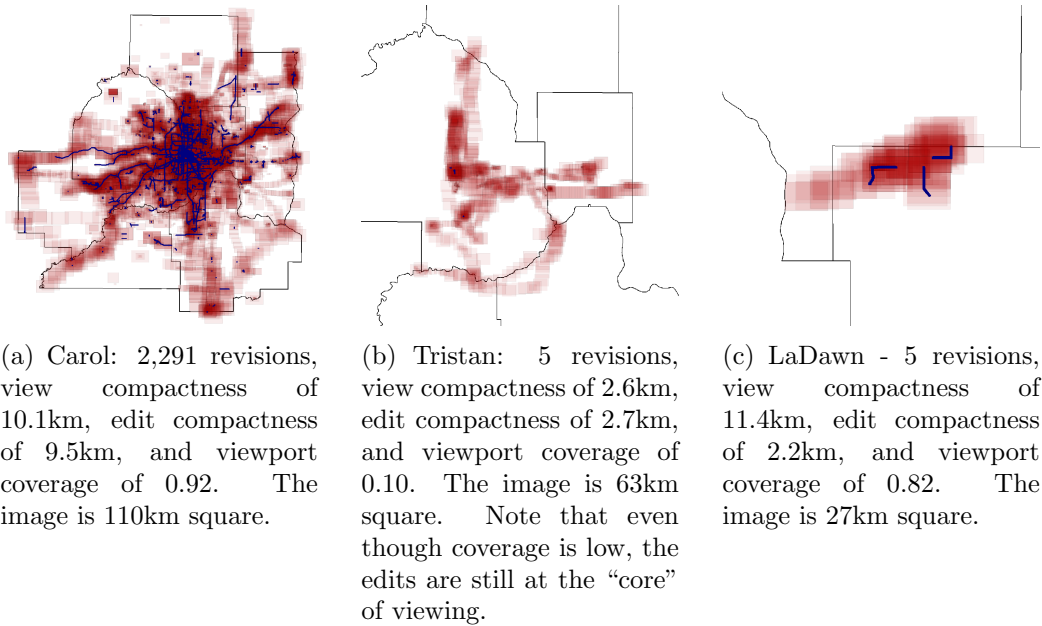 (a) Carol: 2,291 revisions,
view compactness of
10.1km, edit compactness
of 9.5km, and viewport
coverage of 0.92. The
image is 110km square.
(b) Tristan: 5 revisions,
view compactness of 2.6km,
edit compactness of 2.7km,
and viewport coverage of
0.10. The image is 63km
square. Note that even
though coverage is low, the
edits are still at the “core”
of viewing.
(c) LaDawn - 5 revisions,
view compactness of
11.4km, edit compactness
of 2.2km, and viewport
coverage of 0.82. The
image is 27km square.